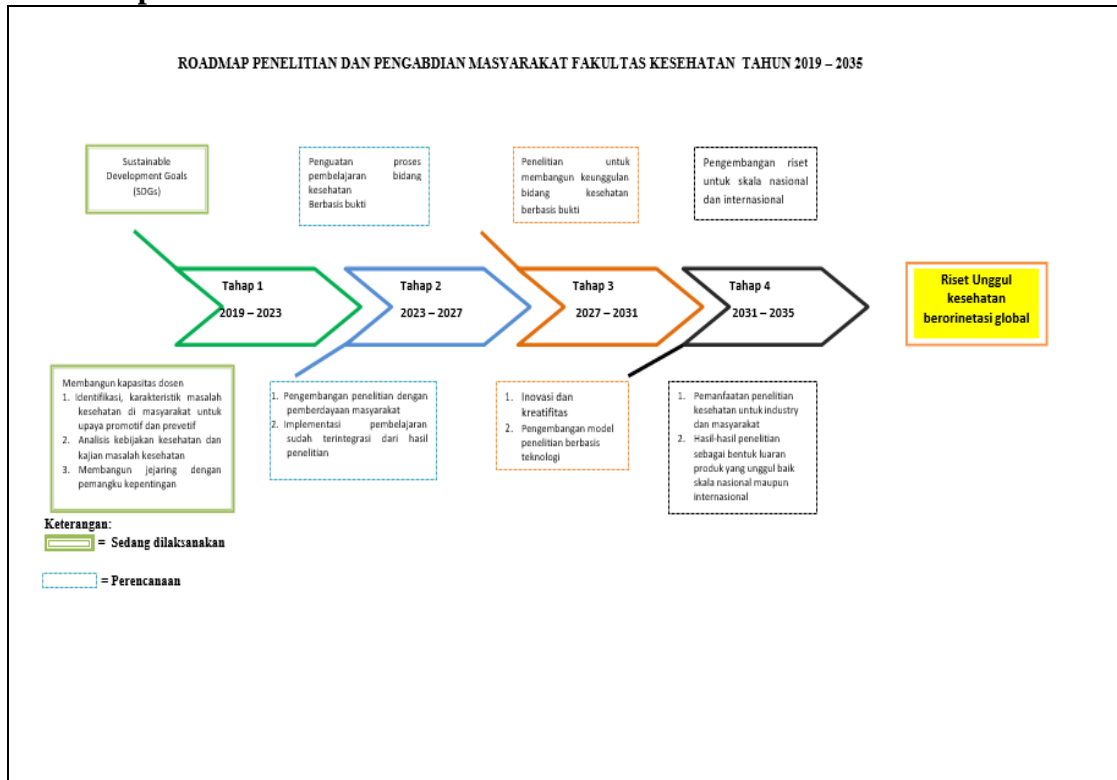 ROADMAP PENELITIAN DAN PENGABDIAN MASYARAKAT FAKULTAS KESEHATAN TAHUN 2019 – 2035
Sustainable
Development Goals
(SDGs)
Penguatan proses
pembelajaran bidang
kesehatan
Berbasis bukti
Penelitian untuk
membangun keunggulan
bidang kesehatan
berbasis bukti
Pengembangan riset
untuk skala nasional
dan internasional
Tahap 1
2019 – 2023
Tahap 2
2023 – 2027
Tahap 3
2027 – 2031
Tahap 4
2031 – 2035
Riset Unggul
kesehatan
berorinetasi global
Membangun kapasitas dosen
1. Identifikasi, karakteristik masalah
kesehatan di masyarakat untuk
upaya promotif dan prevetif
2. Analisis kebijakan kesehatan dan
kajian masalah kesehatan
3. Membangun jejaring dengan
pemangku kepentingan
1. Pengembangan penelitian dengan
pemberdayaan masyarakat
2. Implementasi pembelajaran
sudah terintegrasi dari hasil
penelitian
1. Inovasi dan
kreatifitas
2. Pengembangan model
penelitian berbasis
teknologi
1. Pemanfaatan penelitian
kesehatan untuk industry
dan masyarakat
2. Hasil-hasil penelitian
sebagai bentuk luaran
produk yang unggul baik
skala nasional maupun
internasional
Keterangan:
= Sedang dilaksanakan
= Perencanaan